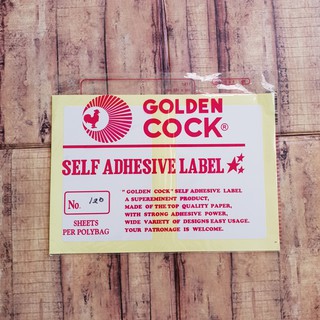 GOLDEN
COCK®
SELF ADHESIVE LABEL
No. 120
SHEETS
PER POLYBAG
" GOLDEN COCK" SELF ADHESIVE LABEL
A SUPEREMINENT PRODUCT,
MADE OF THE TOP QUALITY PAPER,
WITH STRONG ADHESIVE POWER,
WIDE VARIETY OF DESIGNS EASY USAGE.
YOUR PATRONAGE IS WELCOME.